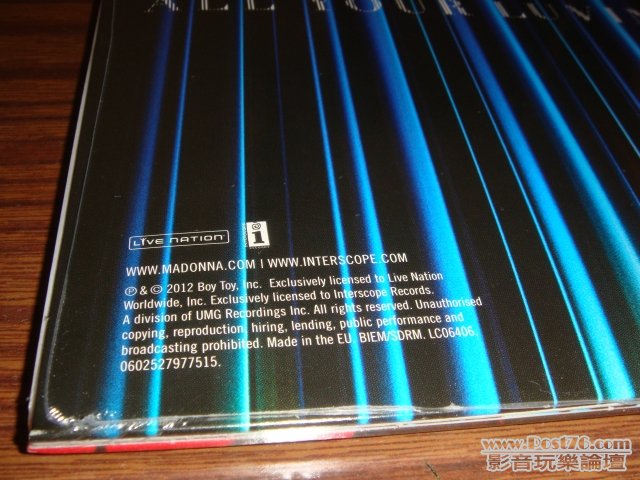 ALL YOUR LUV
LIVE NATION
i
WWW.MADONNA.COM I WWW.INTERSCOPE.COM
℗ & © 2012 Boy Toy, Inc. Exclusively licensed to Live Nation
Worldwide, Inc. Exclusively licensed to Interscope Records.
A division of UMG Recordings Inc. All rights reserved. Unauthorised
copying, reproduction, hiring, lending, public performance and
broadcasting prohibited. Made in the EU. BIEM/SDRM. LC06406.
0602527977515.
www.Post76.com
影音玩樂論壇